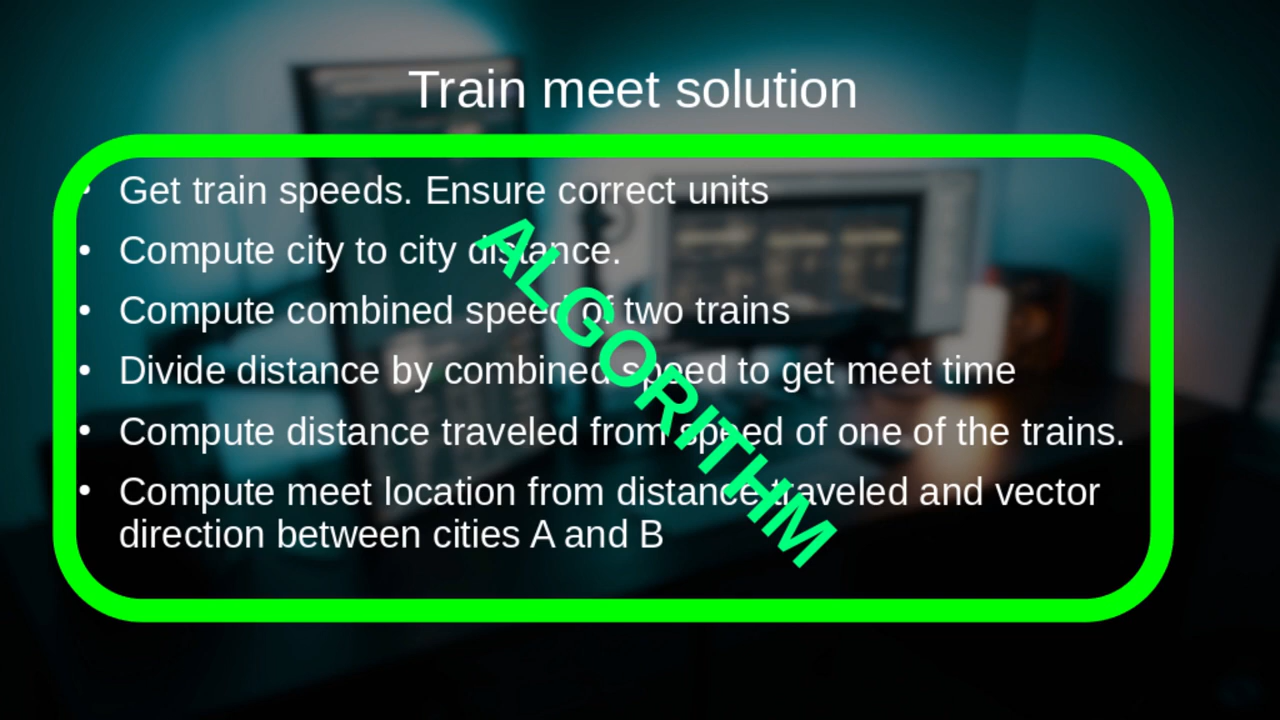 Train meet solution
• Get train speeds. Ensure correct units
• Compute city to city distance.
• Compute combined speed of two trains
• Divide distance by combined speed to get meet time
• Compute distance traveled from speed of one of the trains.
• Compute meet location from distance traveled and vector
direction between cities A and B
ALGORITHM